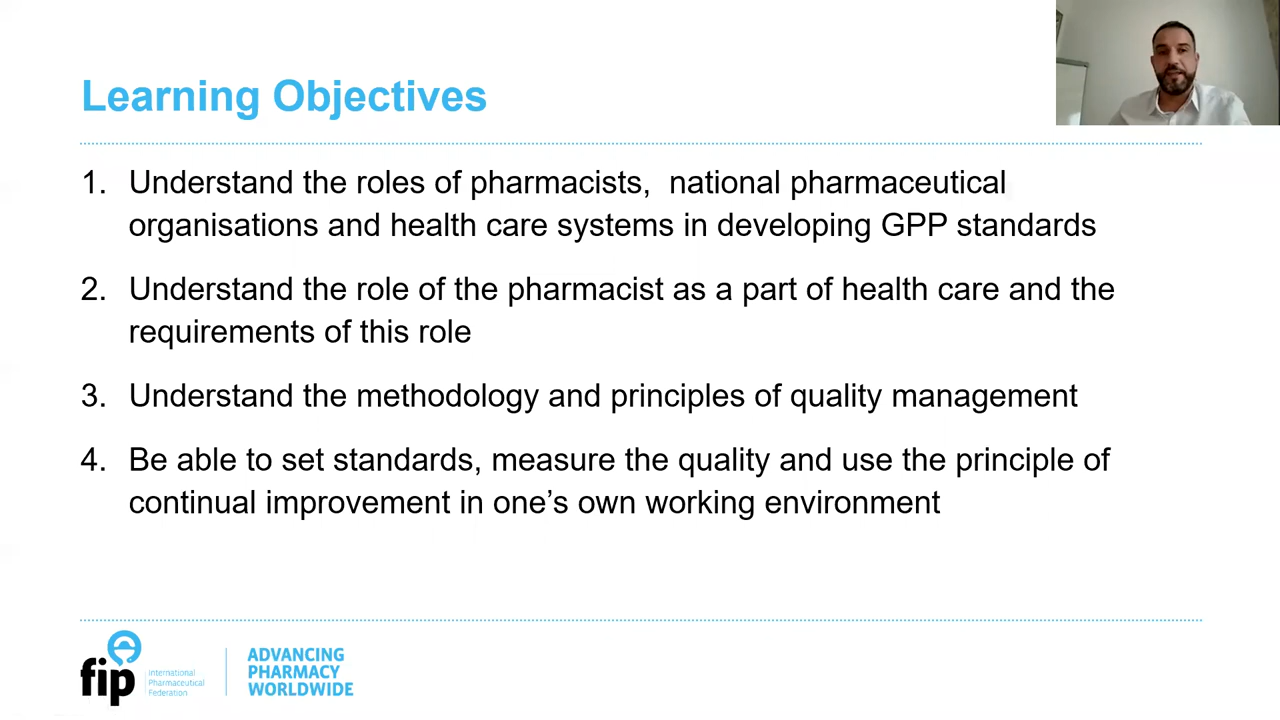 Learning Objectives
1. Understand the roles of pharmacists,  national pharmaceutical
organisations and health care systems in developing GPP standards
2. Understand the role of the pharmacist as a part of health care and the
requirements of this role
3. Understand the methodology and principles of quality management
4. Be able to set standards, measure the quality and use the principle of
continual improvement in one’s own working environment
fip
International
Pharmaceutical
Federation
ADVANCING
PHARMACY
WORLDWIDE